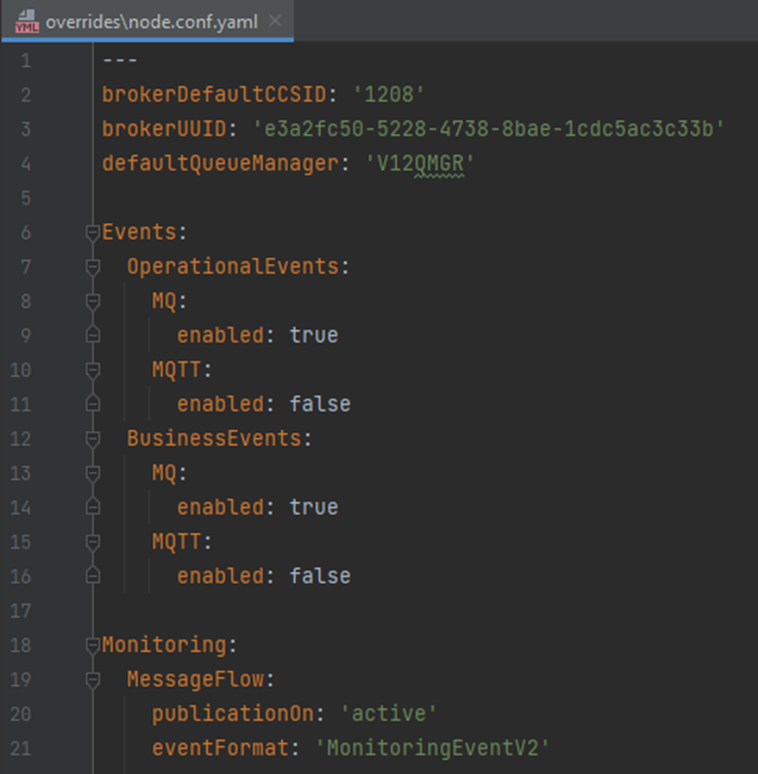 YML overrides\node.conf.yaml ×
1 ---
2 brokerDefaultCCSID: '1208'
3 brokerUUID: 'e3a2fc50-5228-4738-8bae-1cdc5ac3c33b'
4 defaultQueueManager: 'V12QMGR'
5
6 Events:
7   OperationalEvents:
8     MQ:
9       enabled: true
10     MQTT:
11       enabled: false
12   BusinessEvents:
13     MQ:
14       enabled: true
15     MQTT:
16       enabled: false
17
18 Monitoring:
19   MessageFlow:
20     publicationOn: 'active'
21     eventFormat: 'MonitoringEventV2'